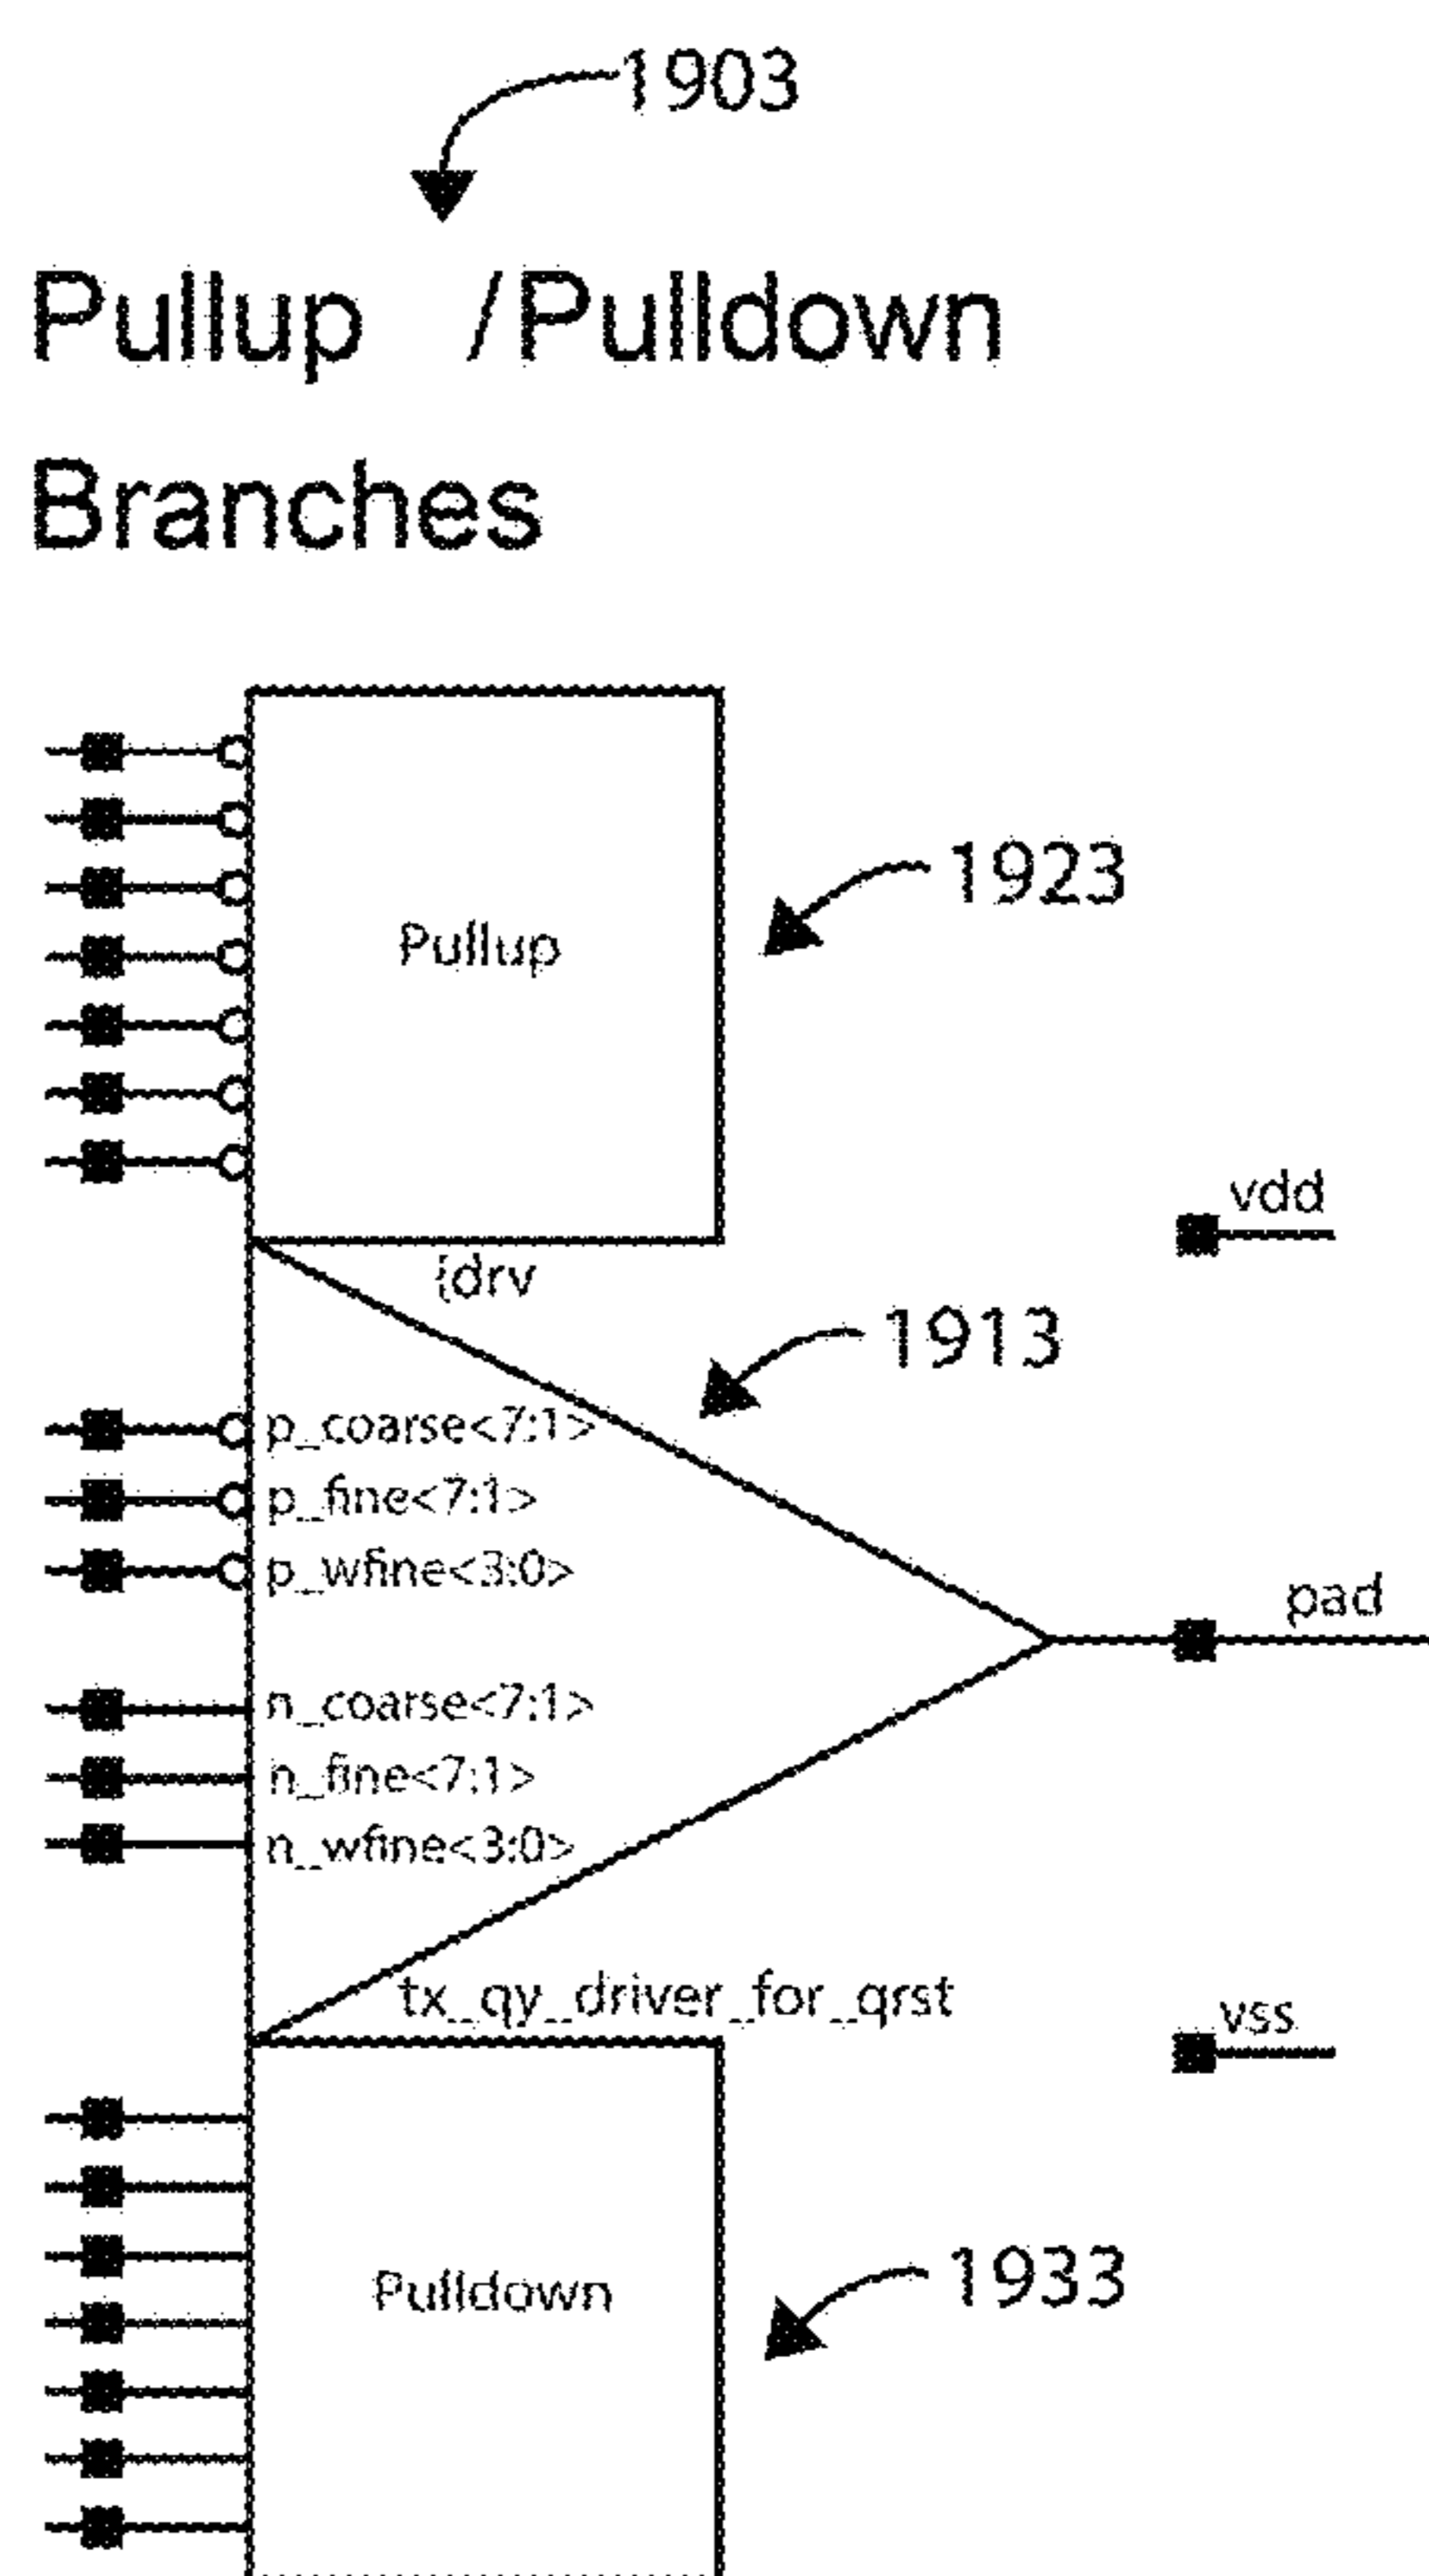 1903
Pullup /Pulldown
Branches
Pullup
1923
vdd
{drv
1913
p_coarse<7:1>
p_fine<7:1>
p_wfine<3:0>
pad
n_coarse<7:1>
n_fine<7:1>
n_wfine<3:0>
tx_qy_driver_for_qrst
vss
Pulldown
1933